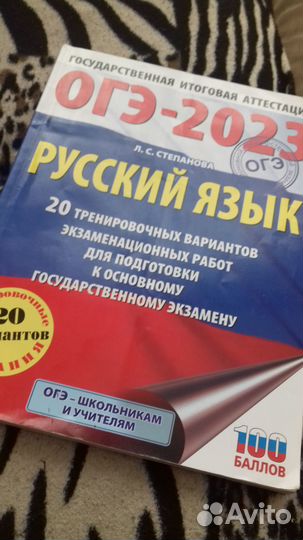 ГОСУДАРСТВЕННАЯ ИТОГОВАЯ АТТЕСТАЦИ
ОГЭ-2023
Л. С. СТЕПАНОВА
ОГЭ
РУССКИЙ ЯЗЫК
20 ТРЕНИРОВОЧНЫХ ВАРИАНТОВ
ЭКЗАМЕНАЦИОННЫХ РАБОТ
ДЛЯ ПОДГОТОВКИ
К ОСНОВНОМУ
ГОСУДАРСТВЕННОМУ ЭКЗАМЕНУ
20
ОГЭ – ШКОЛЬНИКАМ
И УЧИТЕЛЯМ
100
БАЛЛОВ
Avito